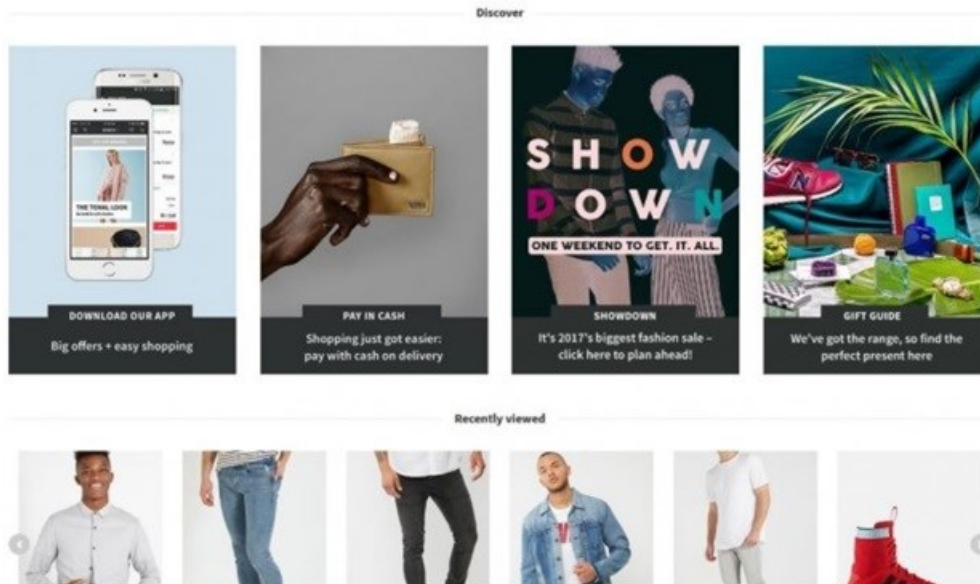 Discover
THE TONAL LOOK
DOWNLOAD OUR APP
Big offers + easy shopping
PAY IN CASH
Shopping just got easier:
pay with cash on delivery
SHOW
DOWN
ONE WEEKEND TO GET. IT. ALL.
SHOWDOWN
It's 2017's biggest fashion sale –
click here to plan ahead!
N
GIFT GUIDE
We've got the range, so find the
perfect present here
Recently viewed